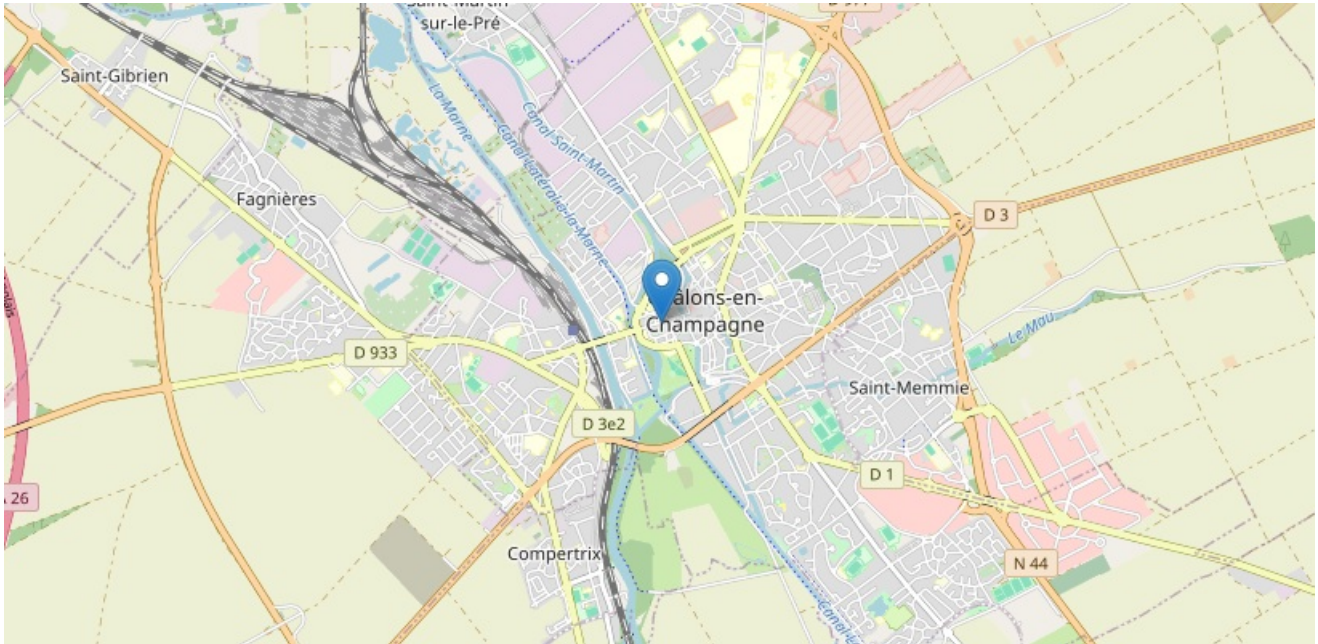 Saint-Martin
sur-le-Pré
Saint-Gibrien
La Marne
Canal Saint-Martin
Canal Latéral à la Marne
Fagnières
D 3
Châlons-en-
Champagne
Le Mau
D 933
Saint-Memmie
D 3e2
D 1
A 26
Compertrix
N 44